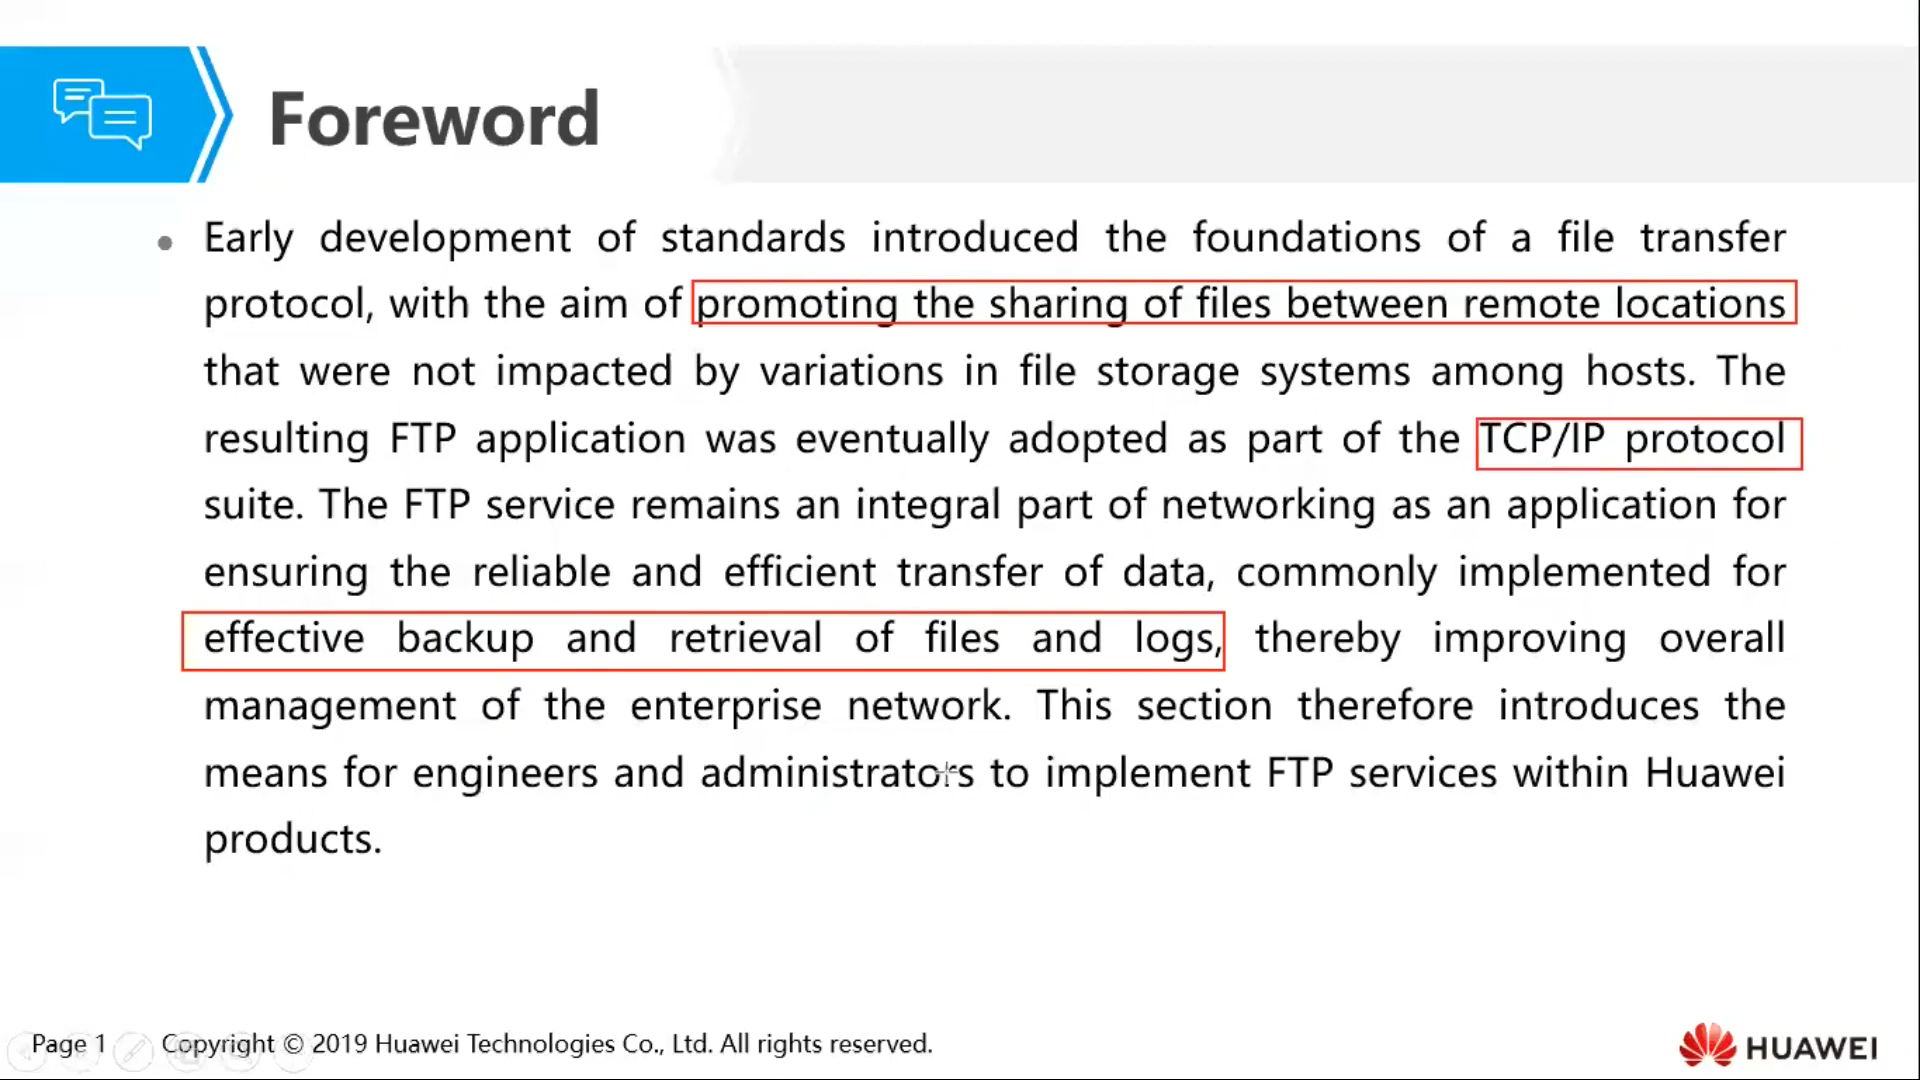 Foreword
Early development of standards introduced the foundations of a file transfer
protocol, with the aim of promoting the sharing of files between remote locations
that were not impacted by variations in file storage systems among hosts. The
resulting FTP application was eventually adopted as part of the TCP/IP protocol
suite. The FTP service remains an integral part of networking as an application for
ensuring the reliable and efficient transfer of data, commonly implemented for
effective backup and retrieval of files and logs, thereby improving overall
management of the enterprise network. This section therefore introduces the
means for engineers and administrators to implement FTP services within Huawei
products.
Page 1 Copyright © 2019 Huawei Technologies Co., Ltd. All rights reserved.
HUAWEI